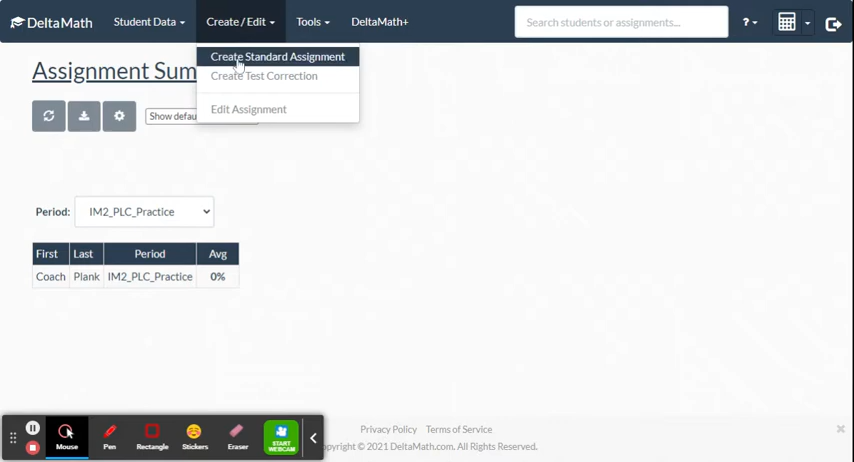 DeltaMath Student Data Create / Edit Tools DeltaMath+ Search students or assignments... ?
Create Standard Assignment
Create Test Correction
Edit Assignment
Assignment Sum
Show defau
Period: IM2_PLC_Practice
First Last Period Avg
Coach Plank IM2_PLC_Practice 0%
Privacy Policy Terms of Service
opyright © 2021 DeltaMath.com. All Rights Reserved.
Mouse Pen Rectangle Stickers Eraser START WEBCAM